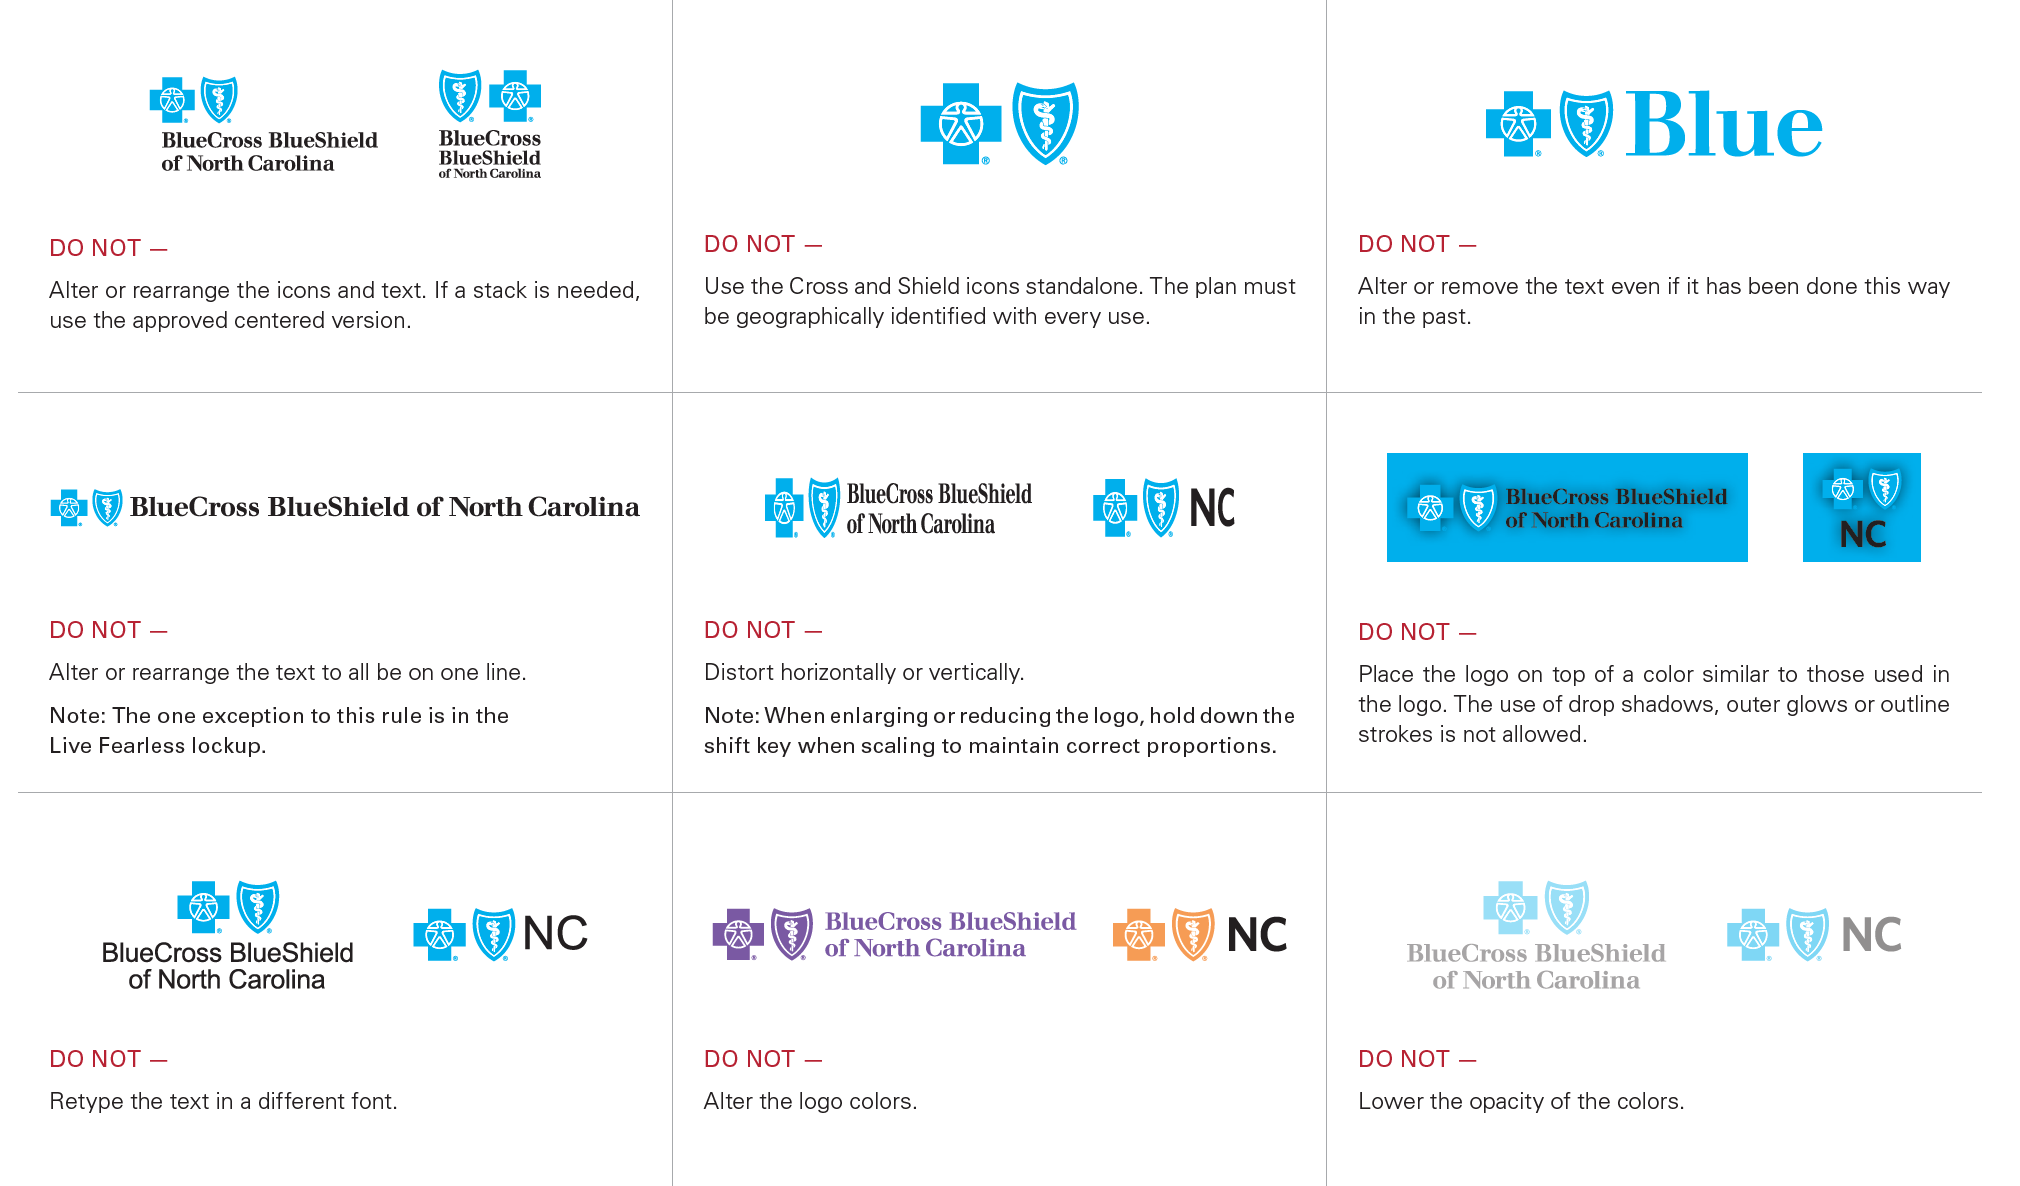 BlueCross BlueShield
of North Carolina
BlueCross
BlueShield
of North Carolina
DO NOT —
Alter or rearrange the icons and text. If a stack is needed,
use the approved centered version.
DO NOT —
Use the Cross and Shield icons standalone. The plan must
be geographically identified with every use.
Blue
DO NOT —
Alter or remove the text even if it has been done this way
in the past.
BlueCross BlueShield of North Carolina
DO NOT —
Alter or rearrange the text to all be on one line.
Note: The one exception to this rule is in the
Live Fearless lockup.
BlueCross BlueShield
of North Carolina
NC
DO NOT —
Distort horizontally or vertically.
Note: When enlarging or reducing the logo, hold down the
shift key when scaling to maintain correct proportions.
BlueCross BlueShield
of North Carolina
NC
DO NOT —
Place the logo on top of a color similar to those used in
the logo. The use of drop shadows, outer glows or outline
strokes is not allowed.
BlueCross BlueShield
of North Carolina
NC
DO NOT —
Retype the text in a different font.
BlueCross BlueShield
of North Carolina
NC
DO NOT —
Alter the logo colors.
BlueCross BlueShield
of North Carolina
NC
DO NOT —
Lower the opacity of the colors.